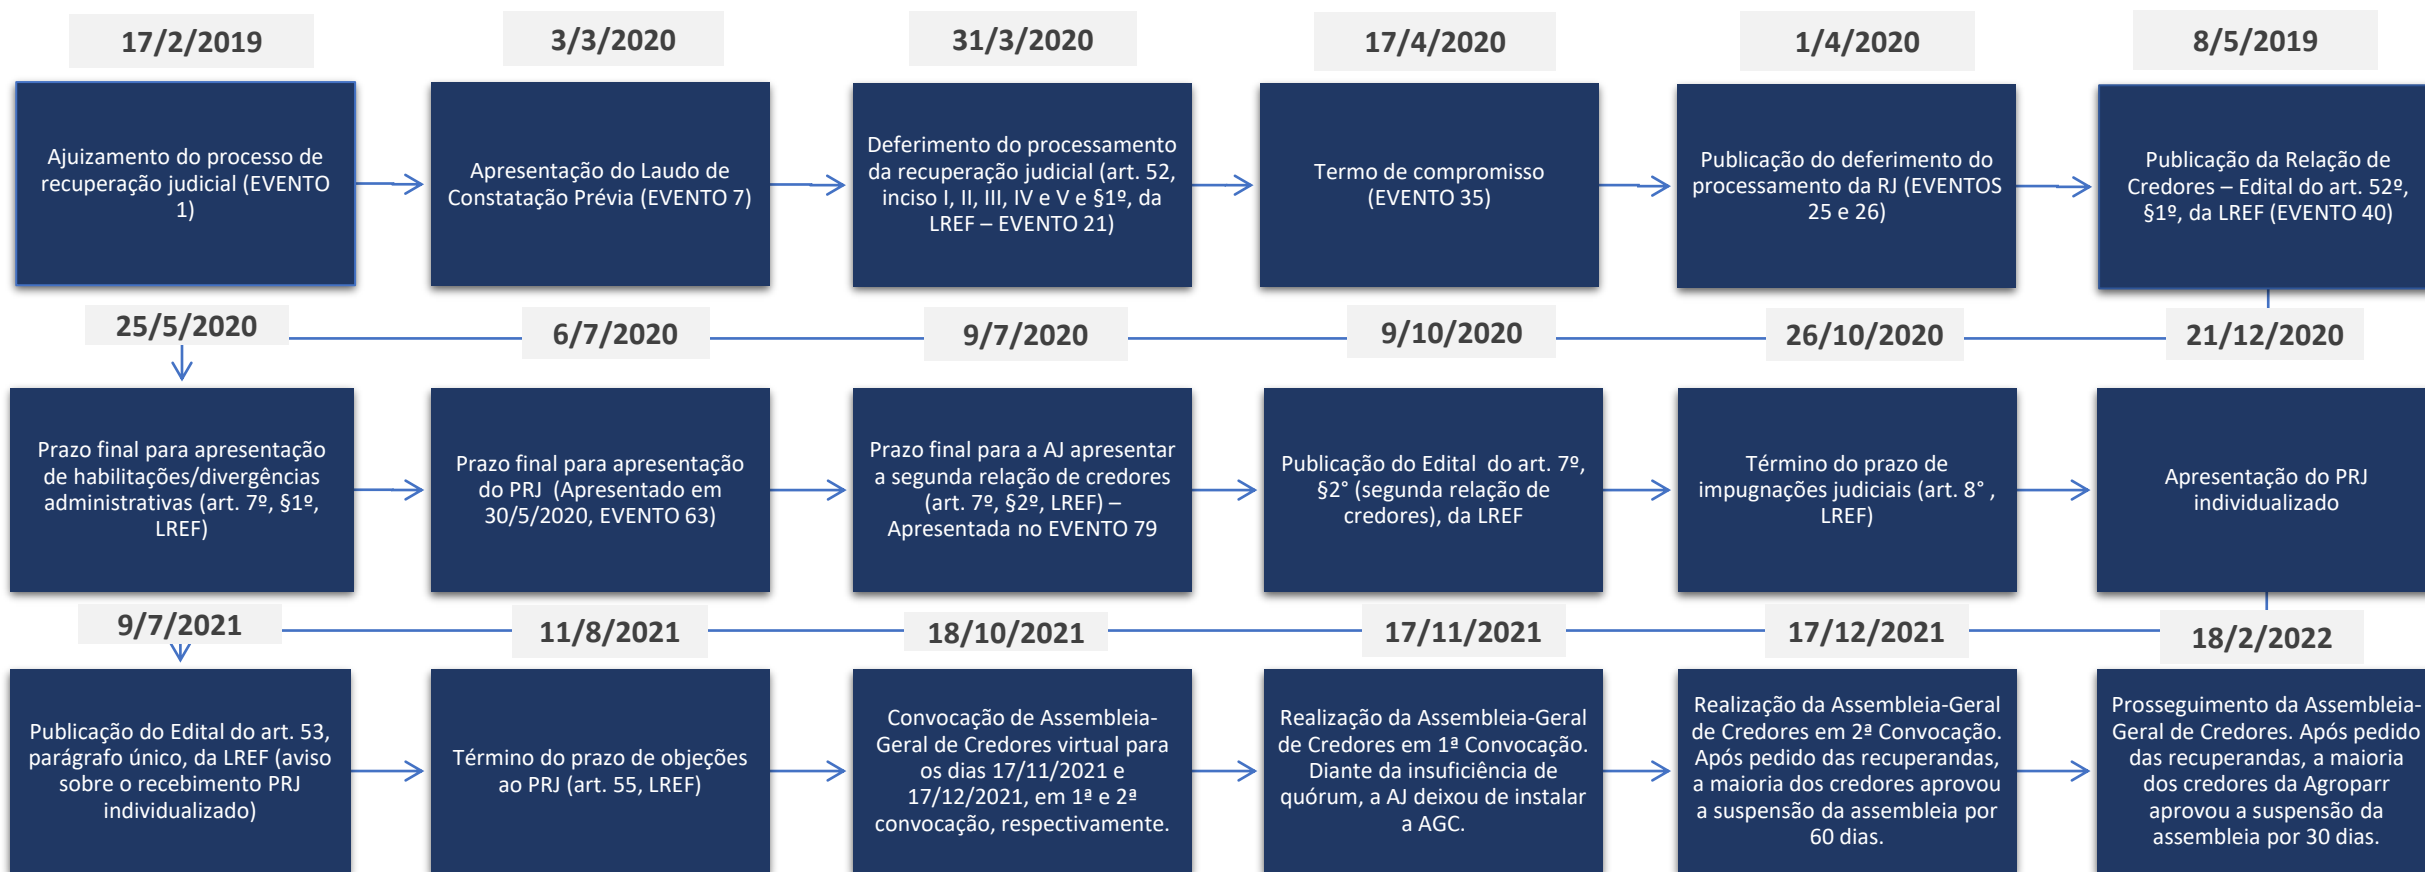 17/2/2019
Ajuizamento do processo de
recuperação judicial (EVENTO
1)
3/3/2020
Apresentação do Laudo de
Constatação Prévia (EVENTO 7)
31/3/2020
Deferimento do processamento
da recuperação judicial (art. 52,
inciso I, II, III, IV e V e §1º, da
LREF – EVENTO 21)
17/4/2020
Termo de compromisso
(EVENTO 35)
1/4/2020
Publicação do deferimento do
processamento da RJ (EVENTOS
25 e 26)
8/5/2019
Publicação da Relação de
Credores – Edital do art. 52º,
§1º, da LREF (EVENTO 40)
25/5/2020
Prazo final para apresentação
de habilitações/divergências
administrativas (art. 7º, §1º,
LREF)
6/7/2020
Prazo final para apresentação
do PRJ (Apresentado em
30/5/2020, EVENTO 63)
9/7/2020
Prazo final para a AJ apresentar
a segunda relação de credores
(art. 7º, §2º, LREF) –
Apresentada no EVENTO 79
9/10/2020
Publicação do Edital do art. 7º,
§2° (segunda relação de
credores), da LREF
26/10/2020
Término do prazo de
impugnações judiciais (art. 8° ,
LREF)
21/12/2020
Apresentação do PRJ
individualizado
9/7/2021
Publicação do Edital do art. 53,
parágrafo único, da LREF (aviso
sobre o recebimento PRJ
individualizado)
11/8/2021
Término do prazo de objeções
ao PRJ (art. 55, LREF)
18/10/2021
Convocação de Assembleia-
Geral de Credores virtual para
os dias 17/11/2021 e
17/12/2021, em 1ª e 2ª
convocação, respectivamente.
17/11/2021
Realização da Assembleia-Geral
de Credores em 1ª Convocação.
Diante da insuficiência de
quórum, a AJ deixou de instalar
a AGC.
17/12/2021
Realização da Assembleia-Geral
de Credores em 2ª Convocação.
Após pedido das recuperandas,
a maioria dos credores aprovou
a suspensão da assembleia por
60 dias.
18/2/2022
Prosseguimento da Assembleia-
Geral de Credores. Após pedido
das recuperandas, a maioria
dos credores da Agroparr
aprovou a suspensão da
assembleia por 30 dias.